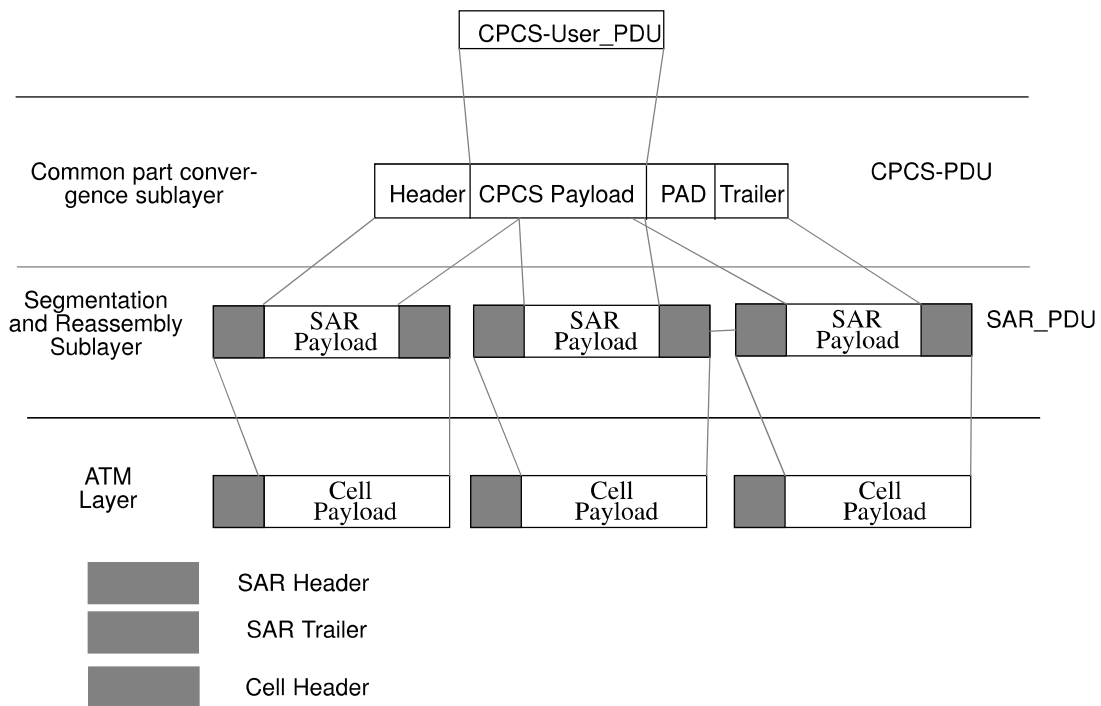 CPCS-User_PDU
Common part conver-
gence sublayer
CPCS-PDU
Header
CPCS Payload
PAD
Trailer
Segmentation
and Reassembly
Sublayer
SAR
Payload
SAR
Payload
SAR
Payload
SAR_PDU
ATM
Layer
Cell
Payload
Cell
Payload
Cell
Payload
SAR Header
SAR Trailer
Cell Header